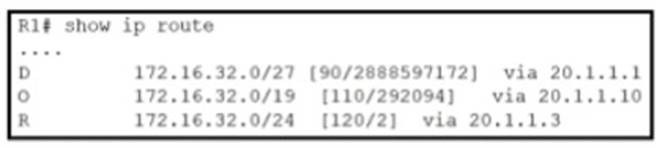 R1# show ip route
....
D 172.16.32.0/27 [90/2888597172] via 20.1.1.1
O 172.16.32.0/19 [110/292094] via 20.1.1.10
R 172.16.32.0/24 [120/2] via 20.1.1.3